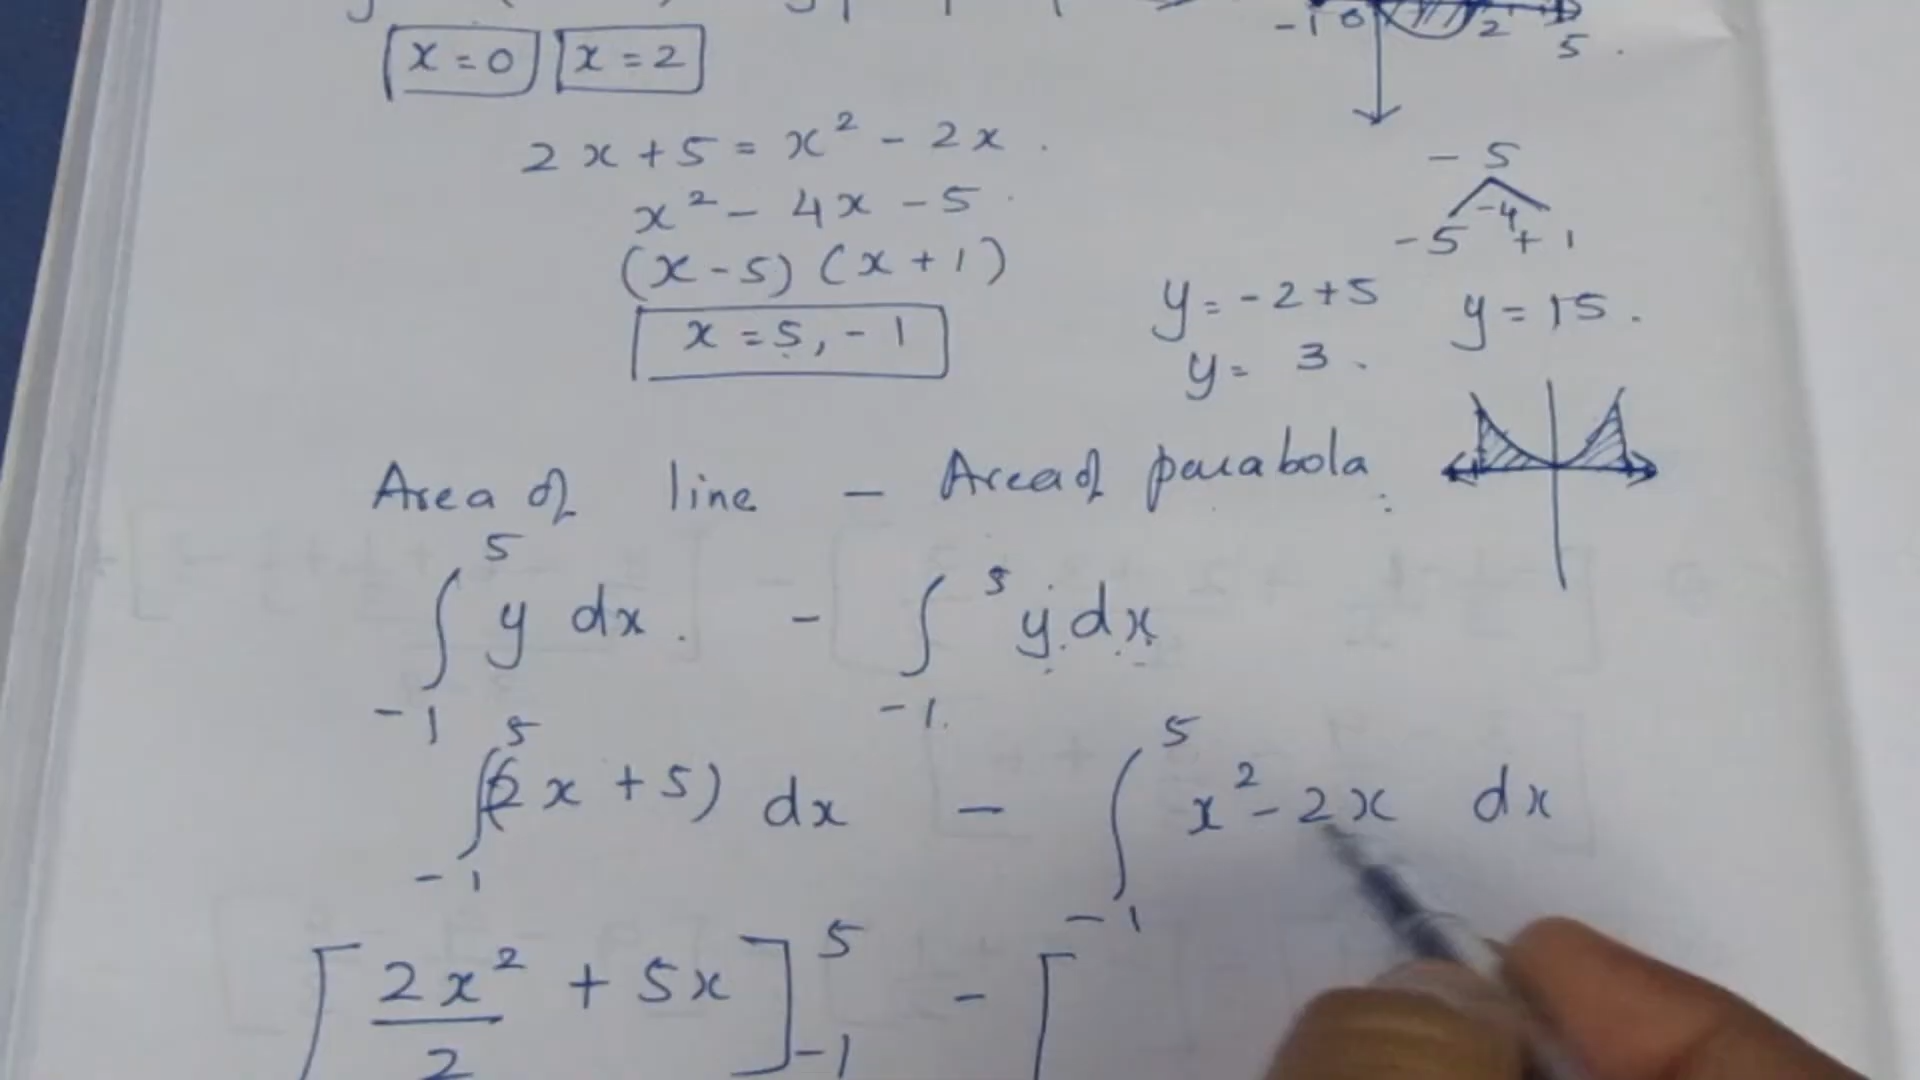 x = 0 x = 2
-1 0 2 5
2x + 5 = x² - 2x .
x² - 4x - 5
(x - 5) (x + 1)
x = 5, -1
- 5
-4
-5 + 1
y = -2 + 5 y = 15 .
y = 3 .
Area of line - Area of parabola
∫₋₁⁵ y dx . - ∫₋₁⁵ y dx
∫₋₁⁵ (2x + 5) dx - ∫₋₁⁵ x² - 2x dx
[2x²/2 + 5x]₋₁⁵ - [